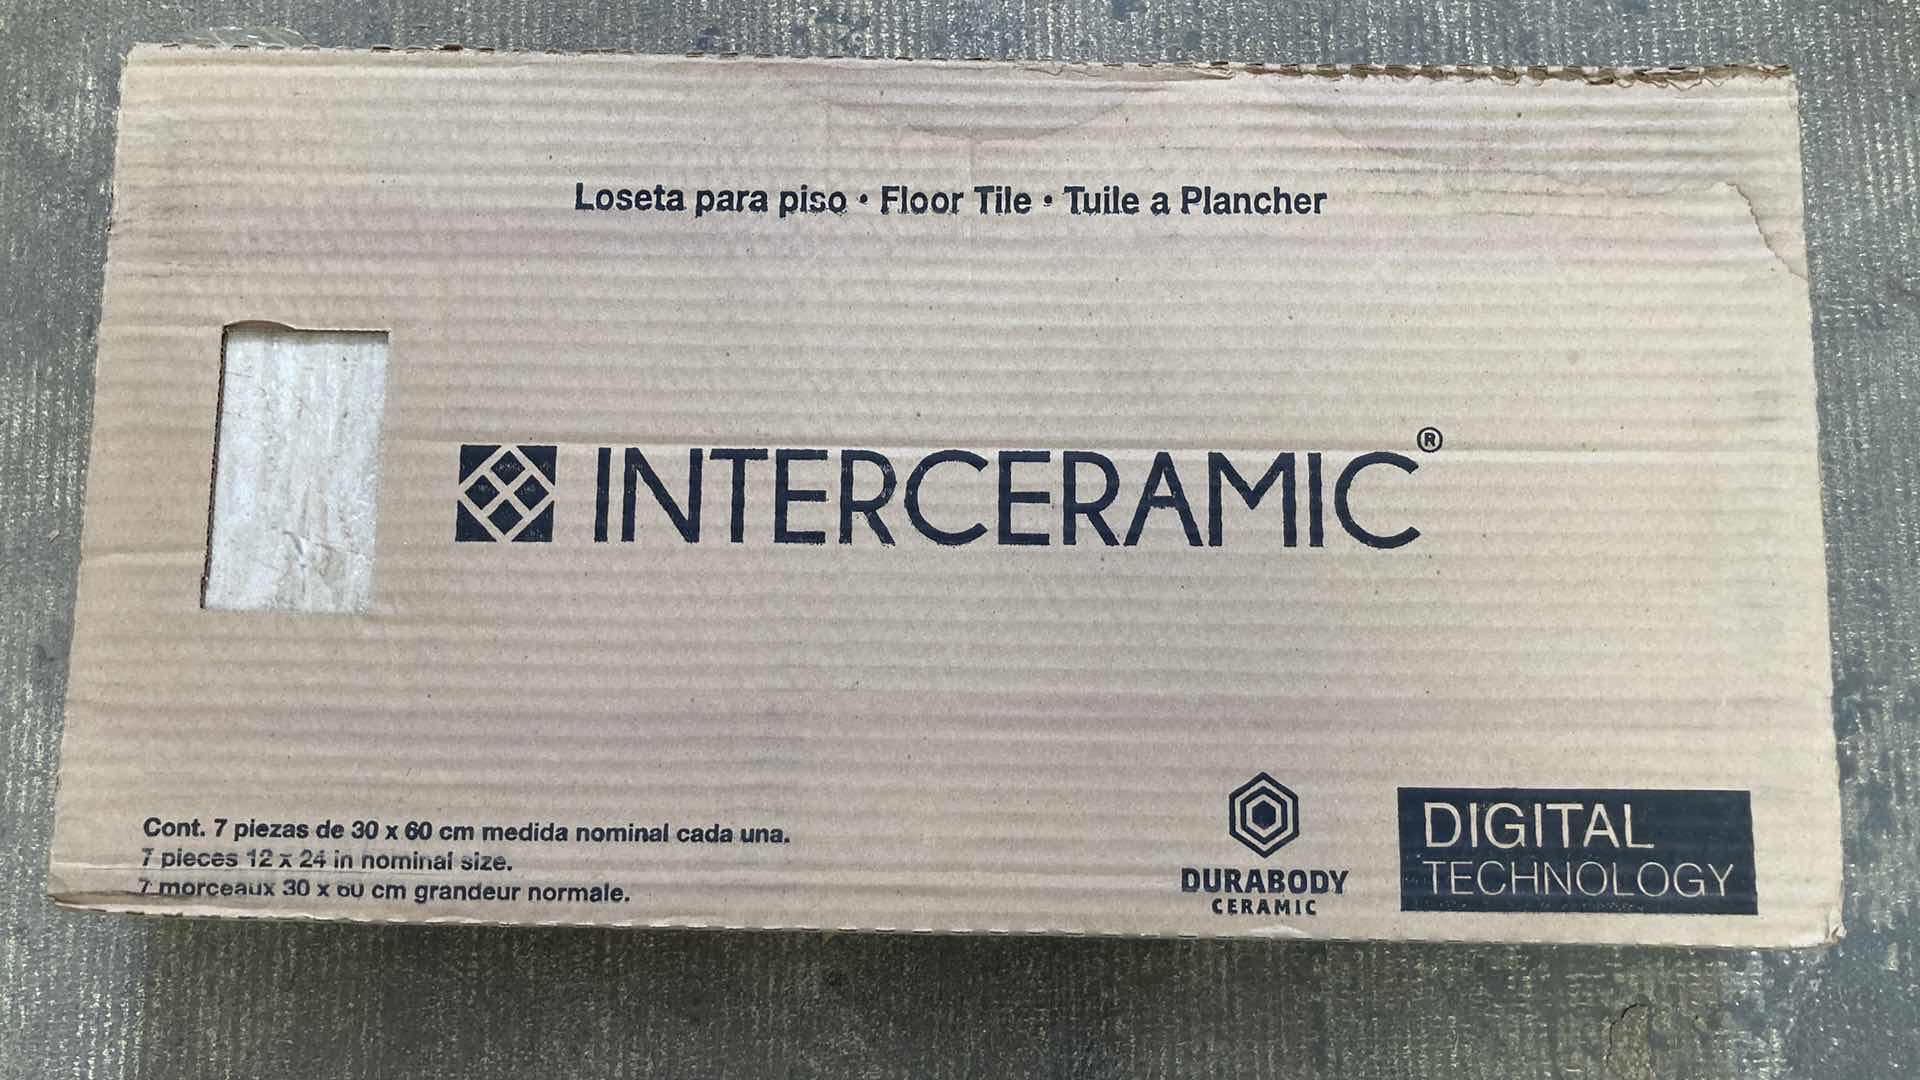 Loseta para piso • Floor Tile • Tuile a Plancher
INTERCERAMIC®
Cont. 7 piezas de 30 x 60 cm medida nominal cada una.
7 pieces 12 x 24 in nominal size.
7 morceaux 30 x 60 cm grandeur normale.
DURABODY
CERAMIC
DIGITAL
TECHNOLOGY